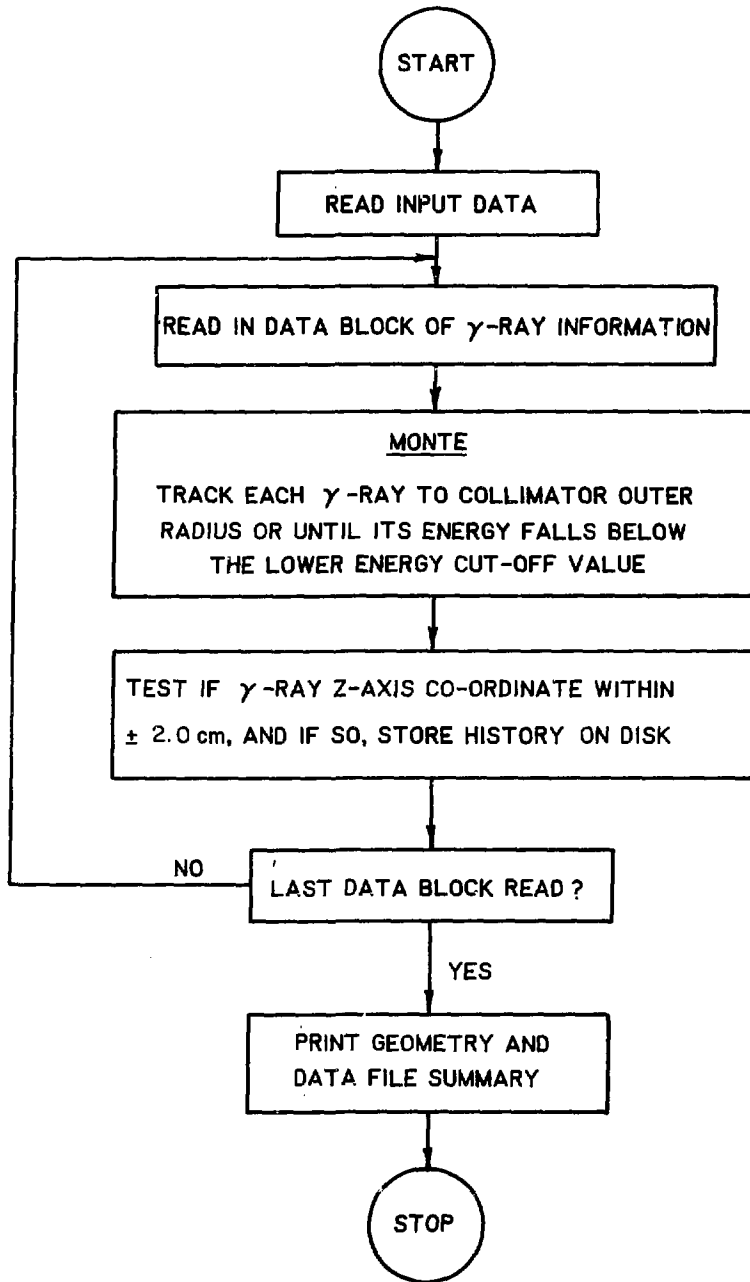 START
READ INPUT DATA
READ IN DATA BLOCK OF γ-RAY INFORMATION
MONTE
TRACK EACH γ-RAY TO COLLIMATOR OUTER
RADIUS OR UNTIL ITS ENERGY FALLS BELOW
THE LOWER ENERGY CUT-OFF VALUE
TEST IF γ-RAY Z-AXIS CO-ORDINATE WITHIN
± 2.0 cm, AND IF SO, STORE HISTORY ON DISK
NO
LAST DATA BLOCK READ ?
YES
PRINT GEOMETRY AND
DATA FILE SUMMARY
STOP